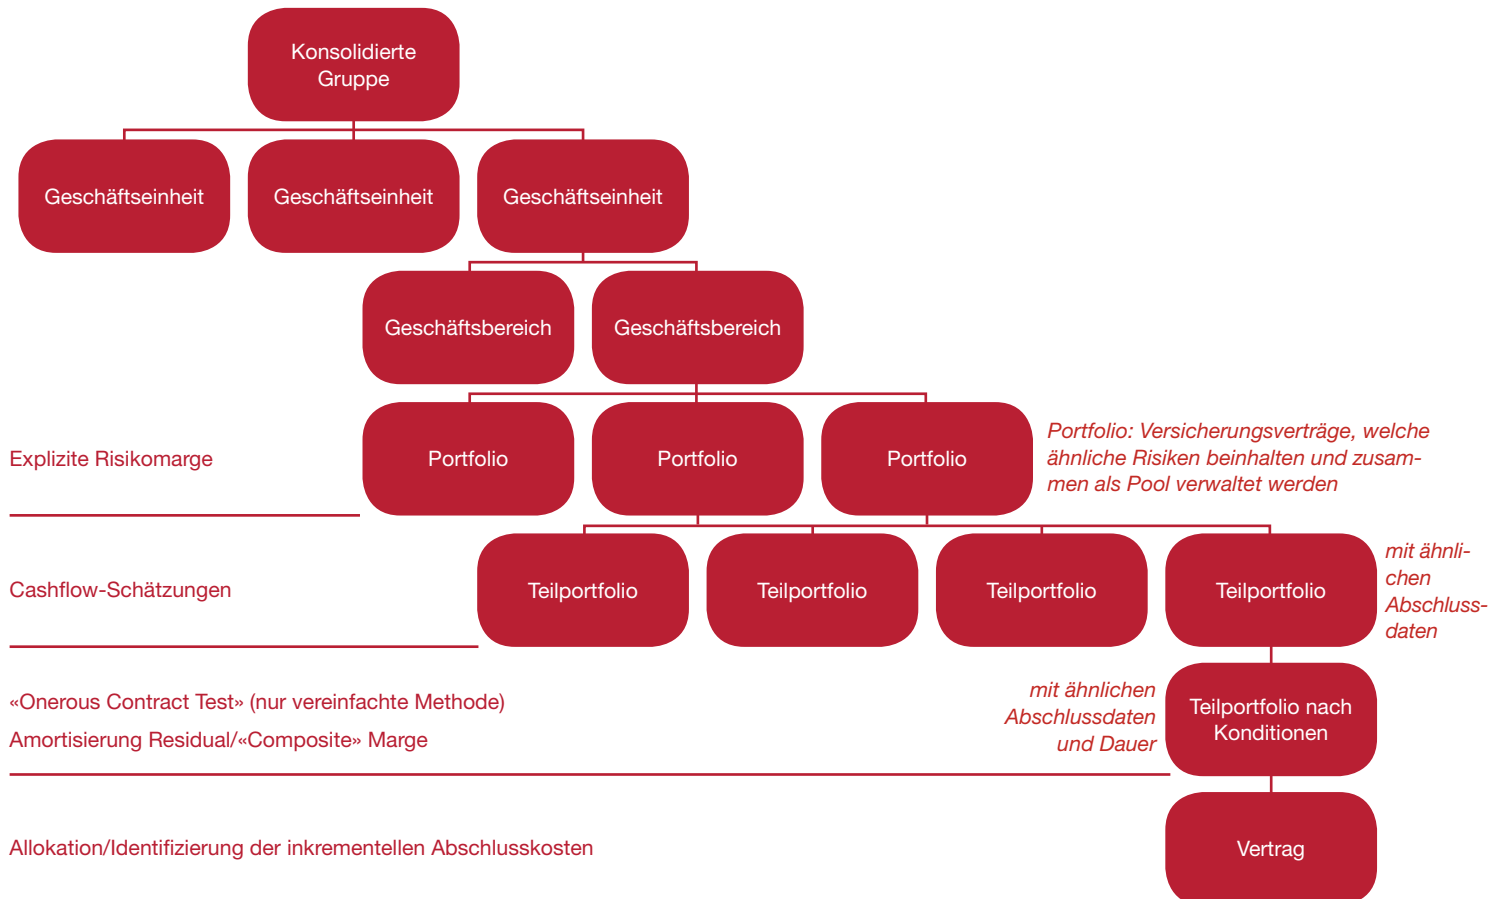 Konsolidierte
Gruppe
Geschäftseinheit
Geschäftseinheit
Geschäftseinheit
Geschäftsbereich
Geschäftsbereich
Explizite Risikomarge
Portfolio
Portfolio
Portfolio
Portfolio: Versicherungsverträge, welche
ähnliche Risiken beinhalten und zusam-
men als Pool verwaltet werden
Cashflow-Schätzungen
Teilportfolio
Teilportfolio
Teilportfolio
Teilportfolio
mit ähnli-
chen
Abschluss-
daten
«Onerous Contract Test» (nur vereinfachte Methode)
Amortisierung Residual/«Composite» Marge
mit ähnlichen
Abschlussdaten
und Dauer
Teilportfolio nach
Konditionen
Allokation/Identifizierung der inkrementellen Abschlusskosten
Vertrag